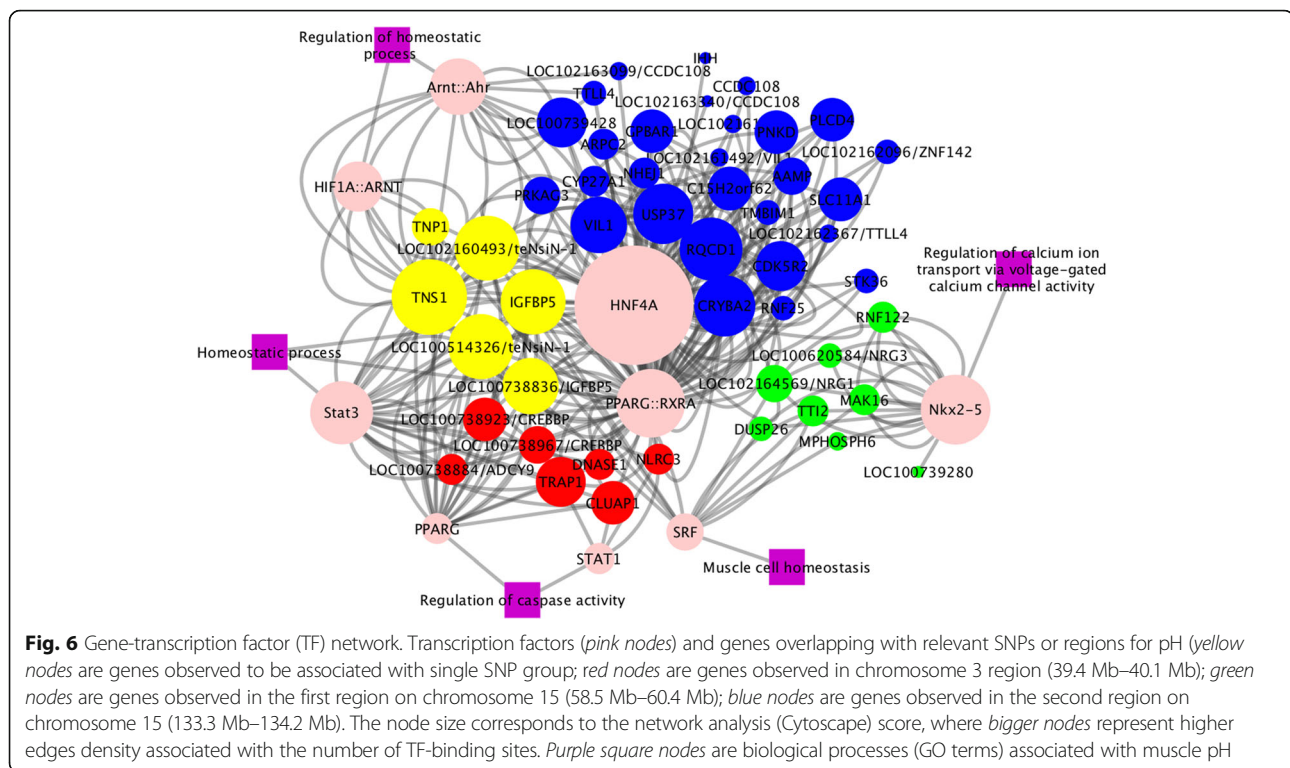 Regulation of homeostatic
process
Arnt::Ahr
IHH
LOC102163099/CCDC108
CCDC108
TTLL4
LOC102163340/CCDC108
LOC100739428
GPBAR1
LOC102161
PNKD
PLCD4
ARPC2
LOC102161492/VIL1
LOC102162096/ZNF142
NHEJ1
CYP27A1
AAMP
HIF1A::ARNT
PRKAG3
C15H2orf62
SLC11A1
TNP1
VIL1
USP37
TMBIM1
LOC102162367/TTLL4
LOC102160493/teNsiN-1
RQCD1
CDK5R2
Regulation of calcium ion
transport via voltage-gated
calcium channel activity
STK36
TNS1
IGFBP5
HNF4A
CRYBA2
RNF25
RNF122
LOC100514326/teNsiN-1
Homeostatic process
LOC100620584/NRG3
LOC100738836/IGFBP5
LOC102164569/NRG1
PPARG::RXRA
MAK16
Stat3
Nkx2-5
LOC100738923/CREBBP
TTI2
DUSP26
MPHOSPH6
LOC100738967/CREBBP
LOC100738884/ADCY9
DNASE1
NLRC3
LOC100739280
TRAP1
CLUAP1
PPARG
SRF
STAT1
Muscle cell homeostasis
Regulation of caspase activity
Fig. 6 Gene-transcription factor (TF) network. Transcription factors (pink nodes) and genes overlapping with relevant SNPs or regions for pH (yellow
nodes are genes observed to be associated with single SNP group; red nodes are genes observed in chromosome 3 region (39.4 Mb–40.1 Mb); green
nodes are genes observed in the first region on chromosome 15 (58.5 Mb–60.4 Mb); blue nodes are genes observed in the second region on
chromosome 15 (133.3 Mb–134.2 Mb). The node size corresponds to the network analysis (Cytoscape) score, where bigger nodes represent higher
edges density associated with the number of TF-binding sites. Purple square nodes are biological processes (GO terms) associated with muscle pH